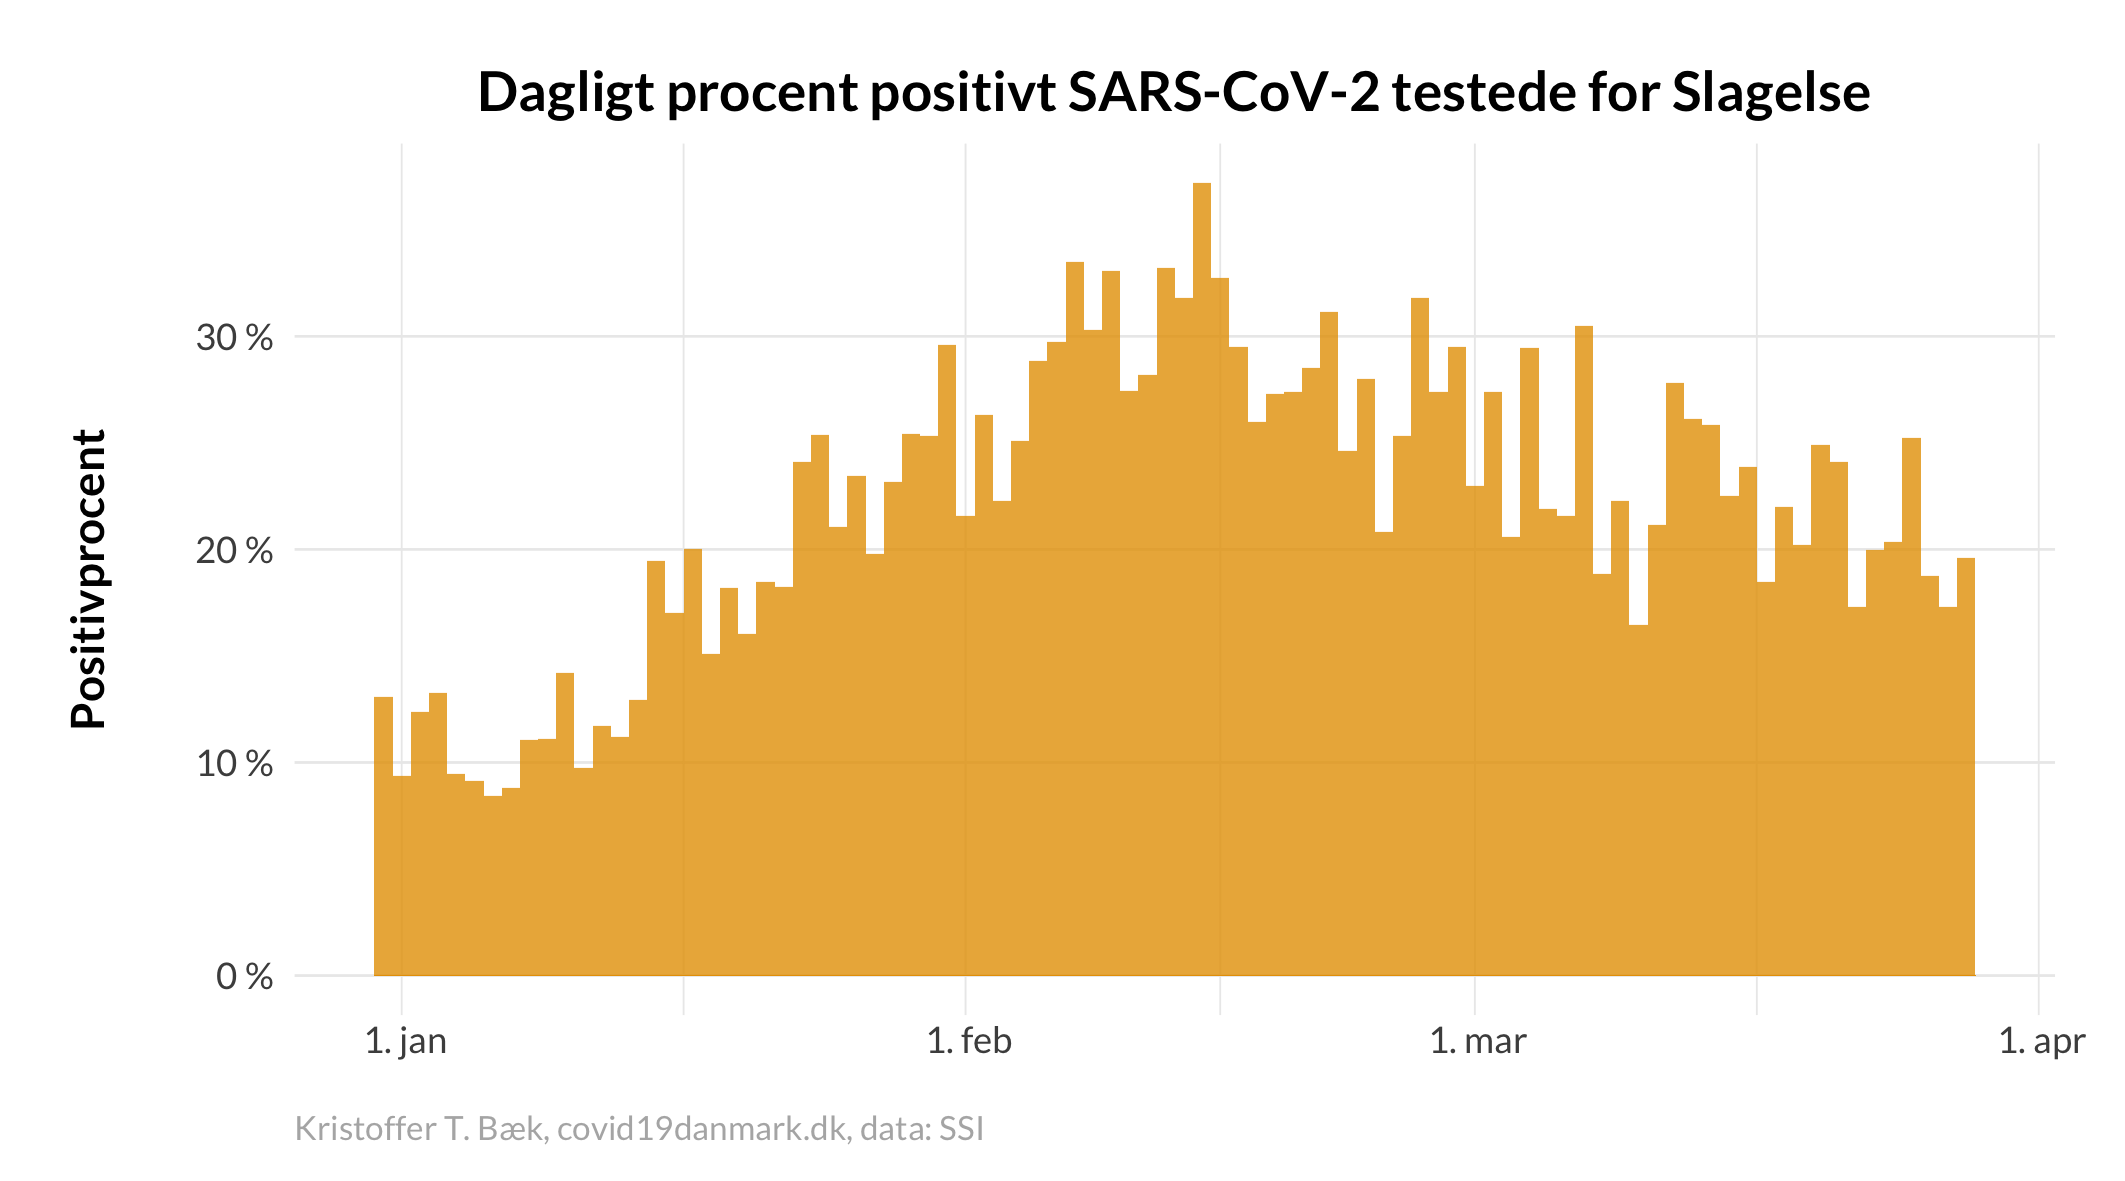 Dagligt procent positivt SARS-CoV-2 testede for Slagelse
Positivprocent
30 %
20 %
10 %
0 %
1. jan
1. feb
1. mar
1. apr
Kristoffer T. Bæk, covid19danmark.dk, data: SSI